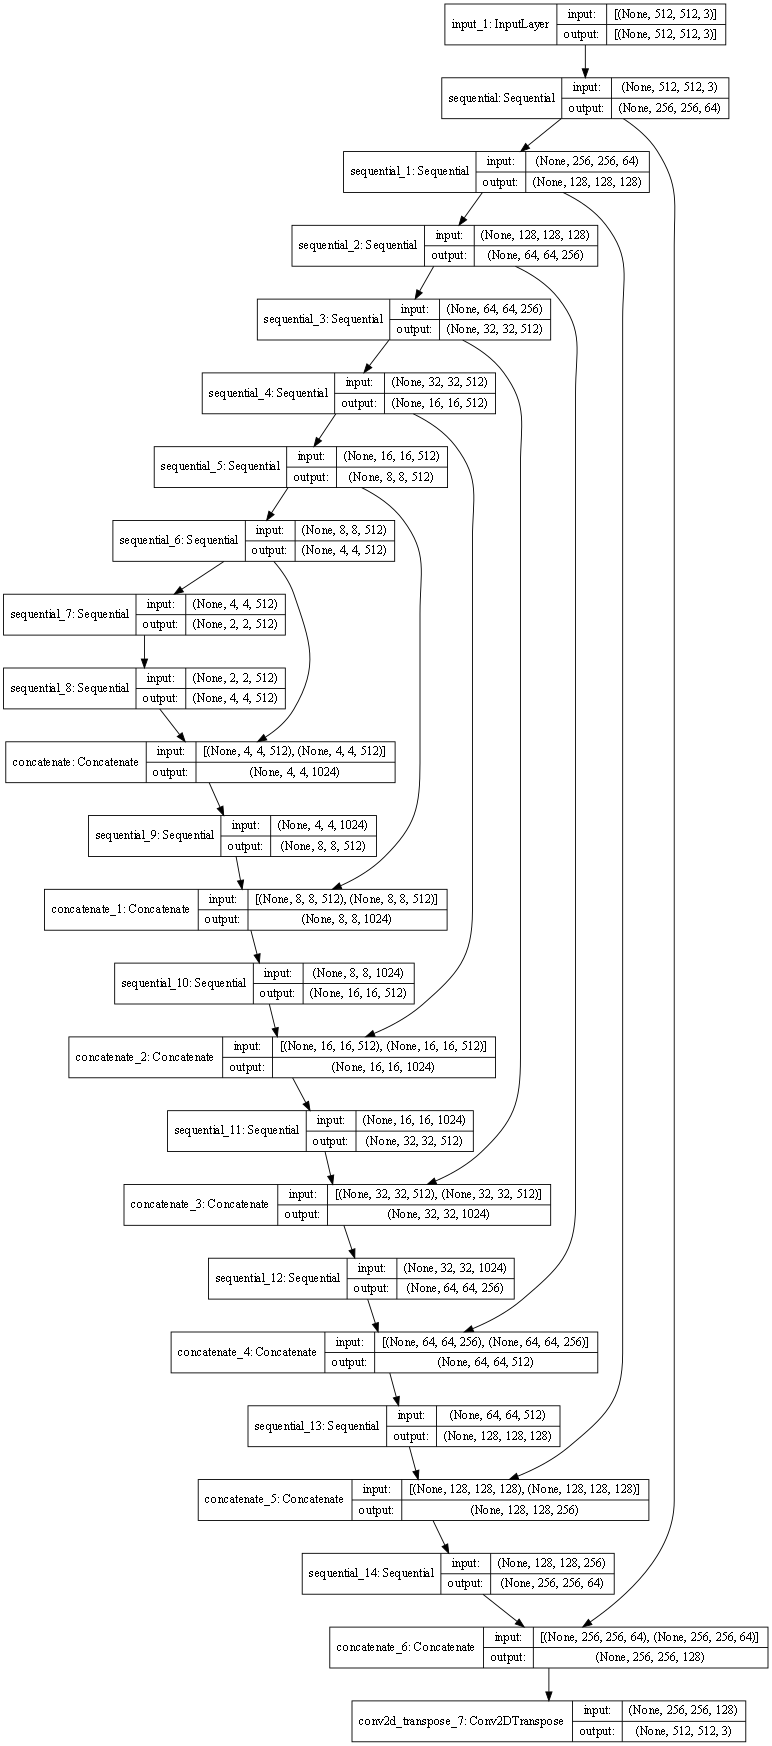 input_1: InputLayer
input:
[(None, 512, 512, 3)]
output:
[(None, 512, 512, 3)]
sequential: Sequential
input:
(None, 512, 512, 3)
output:
(None, 256, 256, 64)
sequential_1: Sequential
input:
(None, 256, 256, 64)
output:
(None, 128, 128, 128)
sequential_2: Sequential
input:
(None, 128, 128, 128)
output:
(None, 64, 64, 256)
sequential_3: Sequential
input:
(None, 64, 64, 256)
output:
(None, 32, 32, 512)
sequential_4: Sequential
input:
(None, 32, 32, 512)
output:
(None, 16, 16, 512)
sequential_5: Sequential
input:
(None, 16, 16, 512)
output:
(None, 8, 8, 512)
sequential_6: Sequential
input:
(None, 8, 8, 512)
output:
(None, 4, 4, 512)
sequential_7: Sequential
input:
(None, 4, 4, 512)
output:
(None, 2, 2, 512)
sequential_8: Sequential
input:
(None, 2, 2, 512)
output:
(None, 4, 4, 512)
concatenate: Concatenate
input:
[(None, 4, 4, 512), (None, 4, 4, 512)]
output:
(None, 4, 4, 1024)
sequential_9: Sequential
input:
(None, 4, 4, 1024)
output:
(None, 8, 8, 512)
concatenate_1: Concatenate
input:
[(None, 8, 8, 512), (None, 8, 8, 512)]
output:
(None, 8, 8, 1024)
sequential_10: Sequential
input:
(None, 8, 8, 1024)
output:
(None, 16, 16, 512)
concatenate_2: Concatenate
input:
[(None, 16, 16, 512), (None, 16, 16, 512)]
output:
(None, 16, 16, 1024)
sequential_11: Sequential
input:
(None, 16, 16, 1024)
output:
(None, 32, 32, 512)
concatenate_3: Concatenate
input:
[(None, 32, 32, 512), (None, 32, 32, 512)]
output:
(None, 32, 32, 1024)
sequential_12: Sequential
input:
(None, 32, 32, 1024)
output:
(None, 64, 64, 256)
concatenate_4: Concatenate
input:
[(None, 64, 64, 256), (None, 64, 64, 256)]
output:
(None, 64, 64, 512)
sequential_13: Sequential
input:
(None, 64, 64, 512)
output:
(None, 128, 128, 128)
concatenate_5: Concatenate
input:
[(None, 128, 128, 128), (None, 128, 128, 128)]
output:
(None, 128, 128, 256)
sequential_14: Sequential
input:
(None, 128, 128, 256)
output:
(None, 256, 256, 64)
concatenate_6: Concatenate
input:
[(None, 256, 256, 64), (None, 256, 256, 64)]
output:
(None, 256, 256, 128)
conv2d_transpose_7: Conv2DTranspose
input:
(None, 256, 256, 128)
output:
(None, 512, 512, 3)